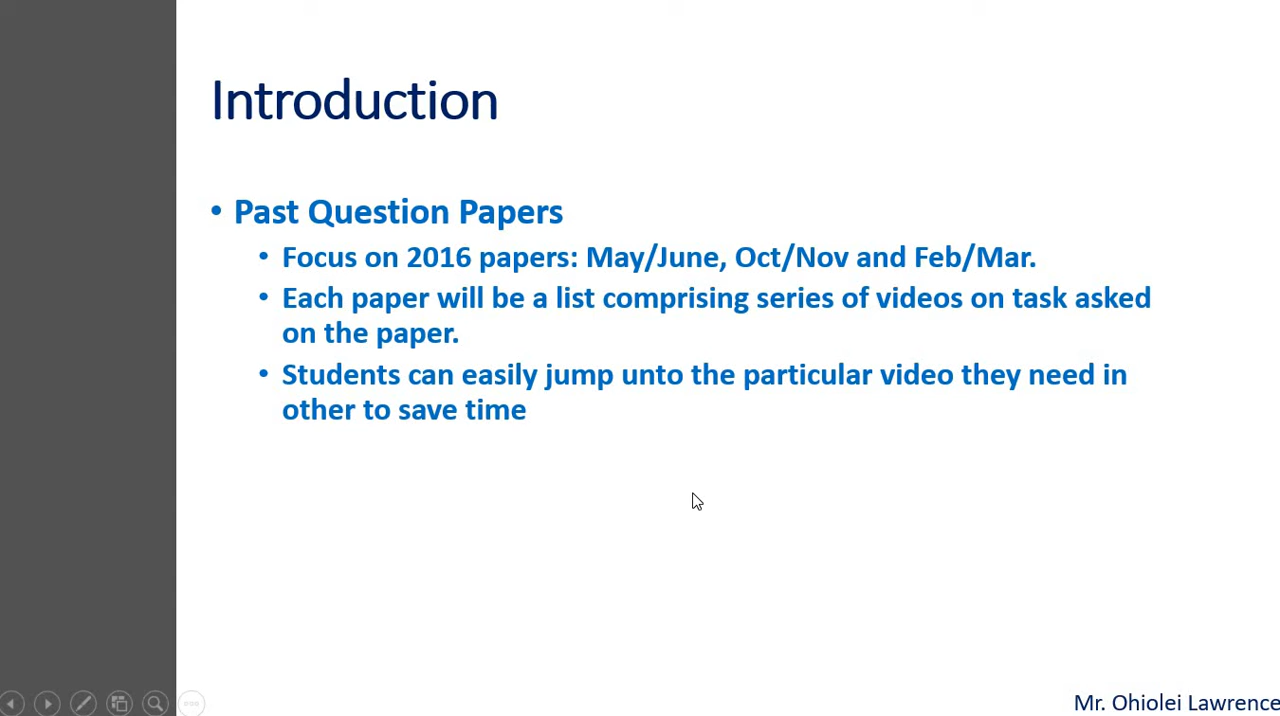 Introduction
• Past Question Papers
• Focus on 2016 papers: May/June, Oct/Nov and Feb/Mar.
• Each paper will be a list comprising series of videos on task asked
on the paper.
• Students can easily jump unto the particular video they need in
other to save time
Mr. Ohiolei Lawrence